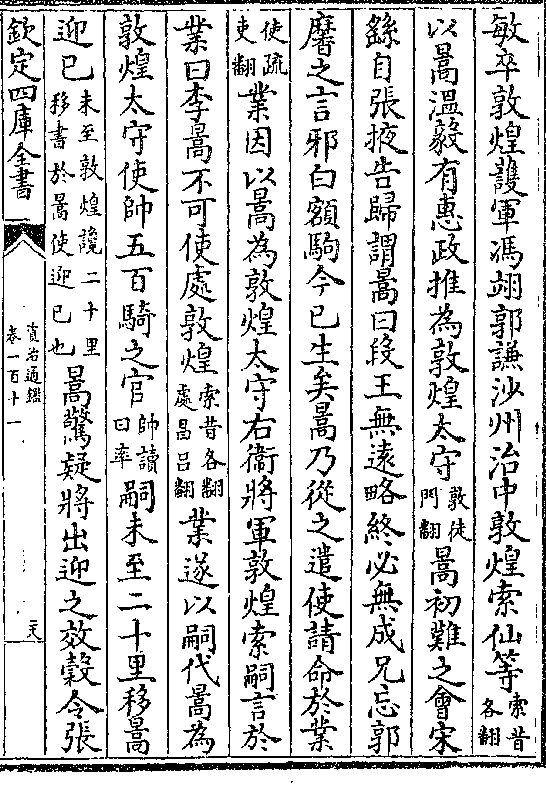 敏卒敦煌護軍馮翊郭謙沙州治中敦煌索仙等索昔各翻
以暠溫毅有惠政推為敦煌太守敦徒門翻暠初難之會宋
繇自張掖告歸謂暠曰段王無遠略終必無成兄忘郭
黁之言邪白額駒今已生矣暠乃從之遣使請命於業
使疏吏翻業因以暠為敦煌太守右衞將軍敦煌索嗣言於
業曰李暠不可使處敦煌索昔各翻處昌呂翻業遂以嗣代暠為
敦煌太守使帥五百騎之官帥讀曰率嗣未至二十里移暠
迎已未至敦煌纔二十里移書於暠使迎已也暠驚疑將出迎之效穀令張
欽定四庫全書
資治通鑑
卷一百十一